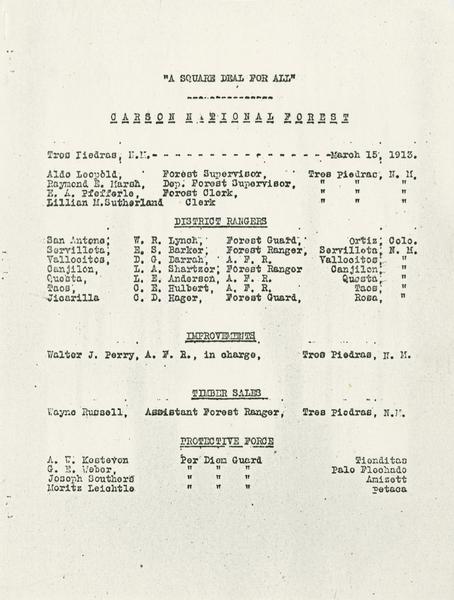 "A SQUARE DEAL FOR ALL"
CARSON NATIONAL FOREST
Tres Piedras, N.M.- - - - - - - - - - - - - - - - -March 15, 1913.
Aldo Leopold, Forest Supervisor, Tres Piedras, N. M.
Raymond E. Marsh, Dep. Forest Supervisor, " " "
E. A. Pfefferle, Forest Clerk, " " "
Lillian M.Sutherland Clerk " " "
DISTRICT RANGERS
San Antone, W. R. Lynch, Forest Guard, Ortiz, Colo.
Servilleta, E. S. Barker, Forest Ranger, Servilleta, N. M.
Vallecitos, D. G. Darrah, A. F. R. Vallecitos, "
Canjilon, L. A. Shartzer, Forest Ranger Canjilon, "
Questa, L. E. Anderson, A. F. R. Questa, "
Taos, C. E. Hulbert, A. F. R. Taos, "
Jicarilla C. D. Hager, Forest Guard, Rosa, "
IMPROVEMENTS
Walter J. Perry, A. F. R., in charge, Tres Piedras, N. M.
TIMBER SALES
Wayne Russell, Assistant Forest Ranger, Tres Piedras, N.M.
PROTECTIVE FORCE
A. W. Kosteven Per Diem Guard Tienditas
G. E. Weber, " " " Palo Flechado
Joseph Southers " " " Amizett
Moritz Leichtle " " " Petaca